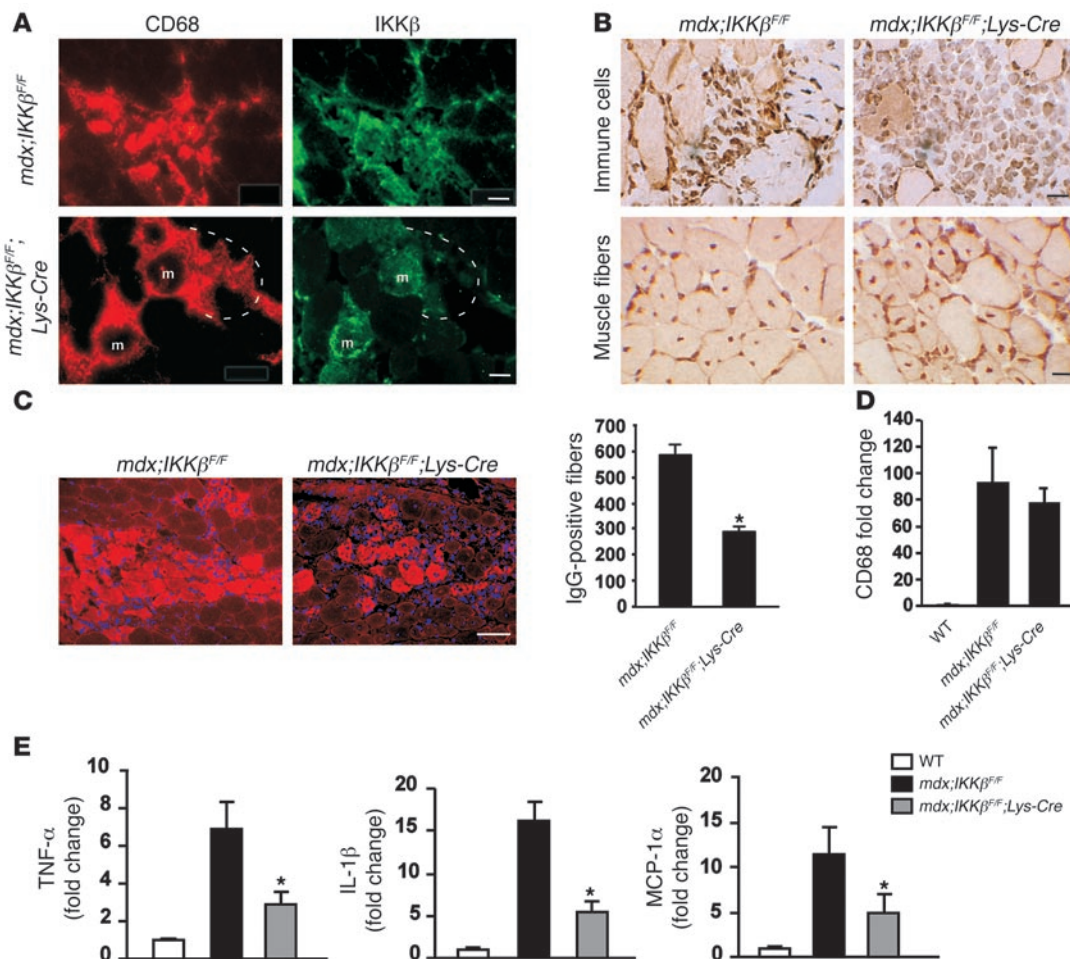 A
CD68
IKKβ
mdx;IKKβF/F
mdx;IKKβF/F;
Lys-Cre
m
m
m
m
B
mdx;IKKβF/F
mdx;IKKβF/F;Lys-Cre
Immune cells
Muscle fibers
C
mdx;IKKβF/F
mdx;IKKβF/F;Lys-Cre
IgG-positive fibers
700
600
500
400
300
200
100
0
*
mdx;IKKβF/F
mdx;IKKβF/F;Lys-Cre
D
CD68 fold change
140
120
100
80
60
40
20
0
WT
mdx;IKKβF/F
mdx;IKKβF/F;Lys-Cre
E
TNF-α
(fold change)
10
8
6
4
2
0
*
IL-1β
(fold change)
20
15
10
5
0
*
MCP-1α
(fold change)
20
15
10
5
0
*
WT
mdx;IKKβF/F
mdx;IKKβF/F;Lys-Cre